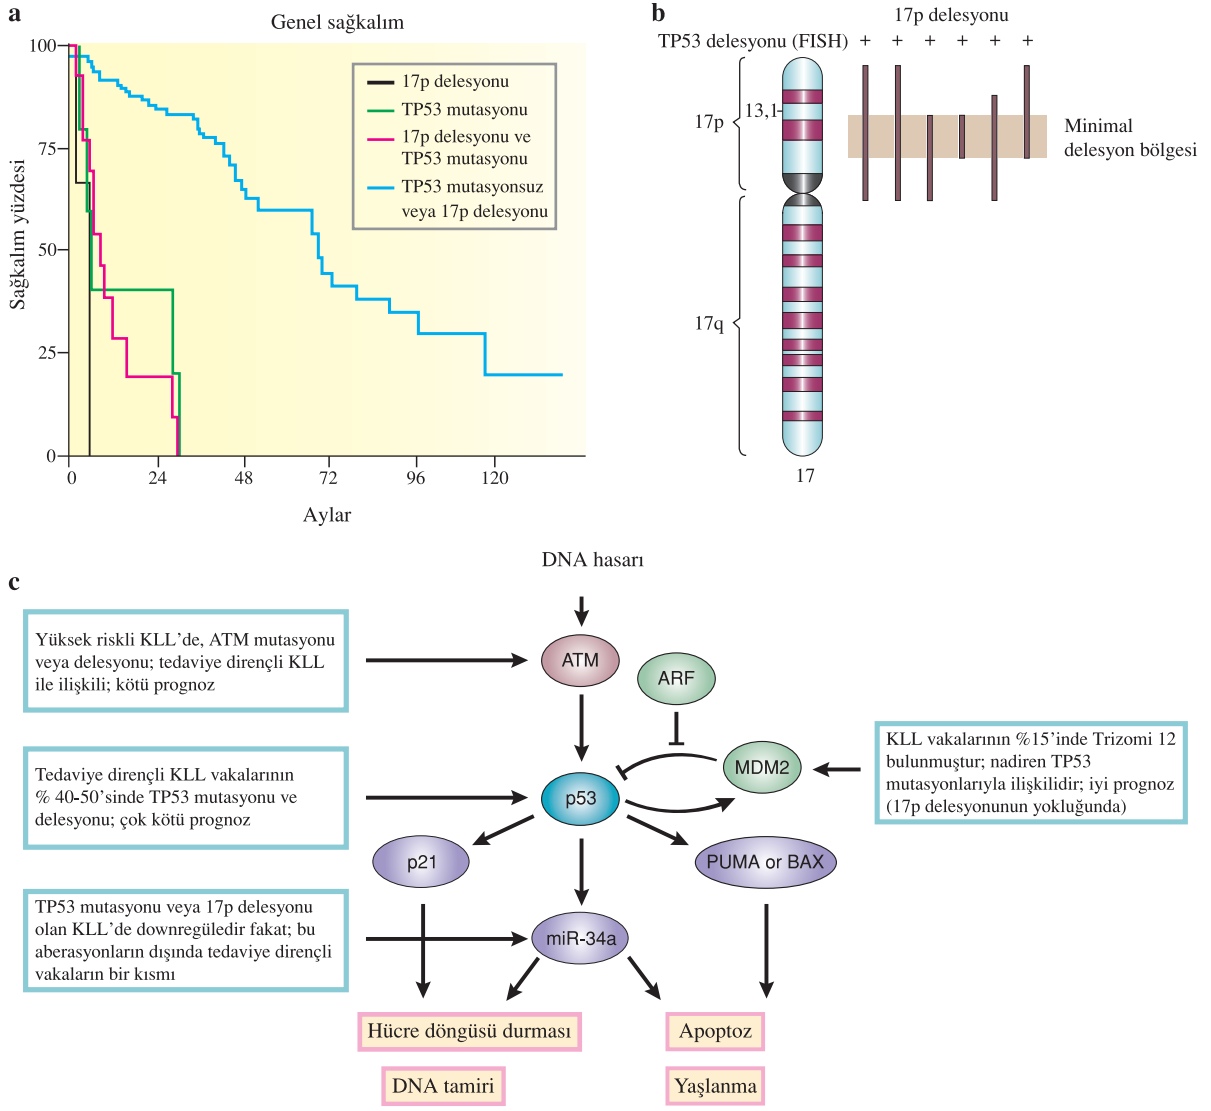 a
Genel sağkalım
Sağkalım yüzdesi
100
75
50
25
0
0
24
48
72
96
120
Aylar
17p delesyonu
TP53 mutasyonu
17p delesyonu ve
TP53 mutasyonu
TP53 mutasyonsuz
veya 17p delesyonu
b
17p delesyonu
TP53 delesyonu (FISH) + + + + + +
17p
13,1
17q
17
Minimal
delesyon bölgesi
c
DNA hasarı
Yüksek riskli KLL’de, ATM mutasyonu
veya delesyonu; tedaviye dirençli KLL
ile ilişkili; kötü prognoz
ATM
ARF
MDM2
KLL vakalarının %15’inde Trizomi 12
bulunmuştur; nadiren TP53
mutasyonlarıyla ilişkilidir; iyi prognoz
(17p delesyonunun yokluğunda)
Tedaviye dirençli KLL vakalarının
% 40-50’sinde TP53 mutasyonu ve
delesyonu; çok kötü prognoz
p53
p21
PUMA or BAX
TP53 mutasyonu veya 17p delesyonu
olan KLL’de downregüledir fakat; bu
aberasyonların dışında tedaviye dirençli
vakaların bir kısmı
miR-34a
Hücre döngüsü durması
Apoptoz
DNA tamiri
Yaşlanma